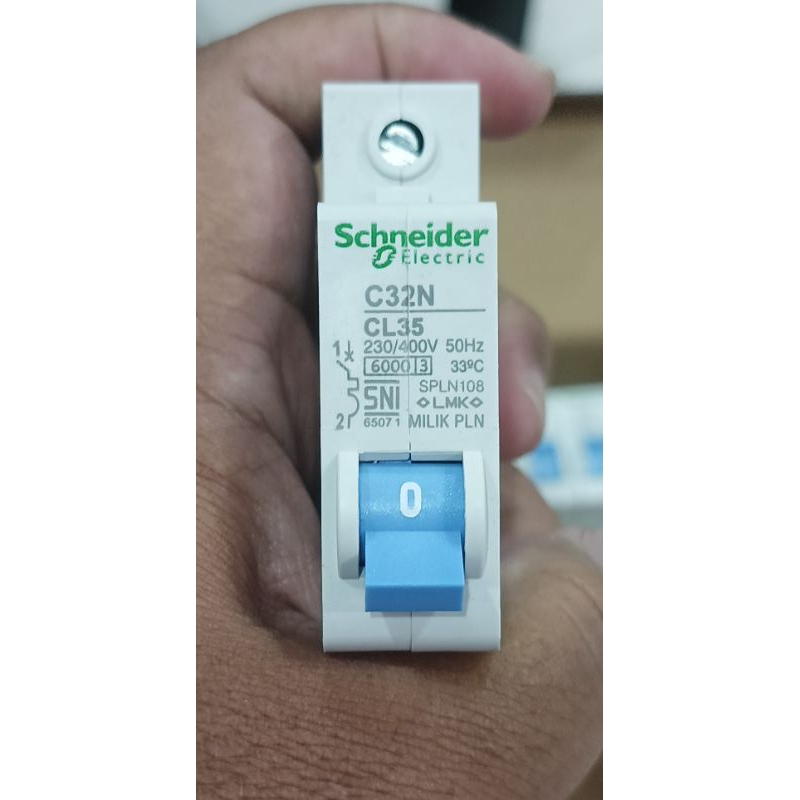 Schneider
Electric
C32N
CL35
1 230/400V 50Hz
6000 3 33ºC
SNI SPLN108
LMK
2 65071 MILIK PLN
0